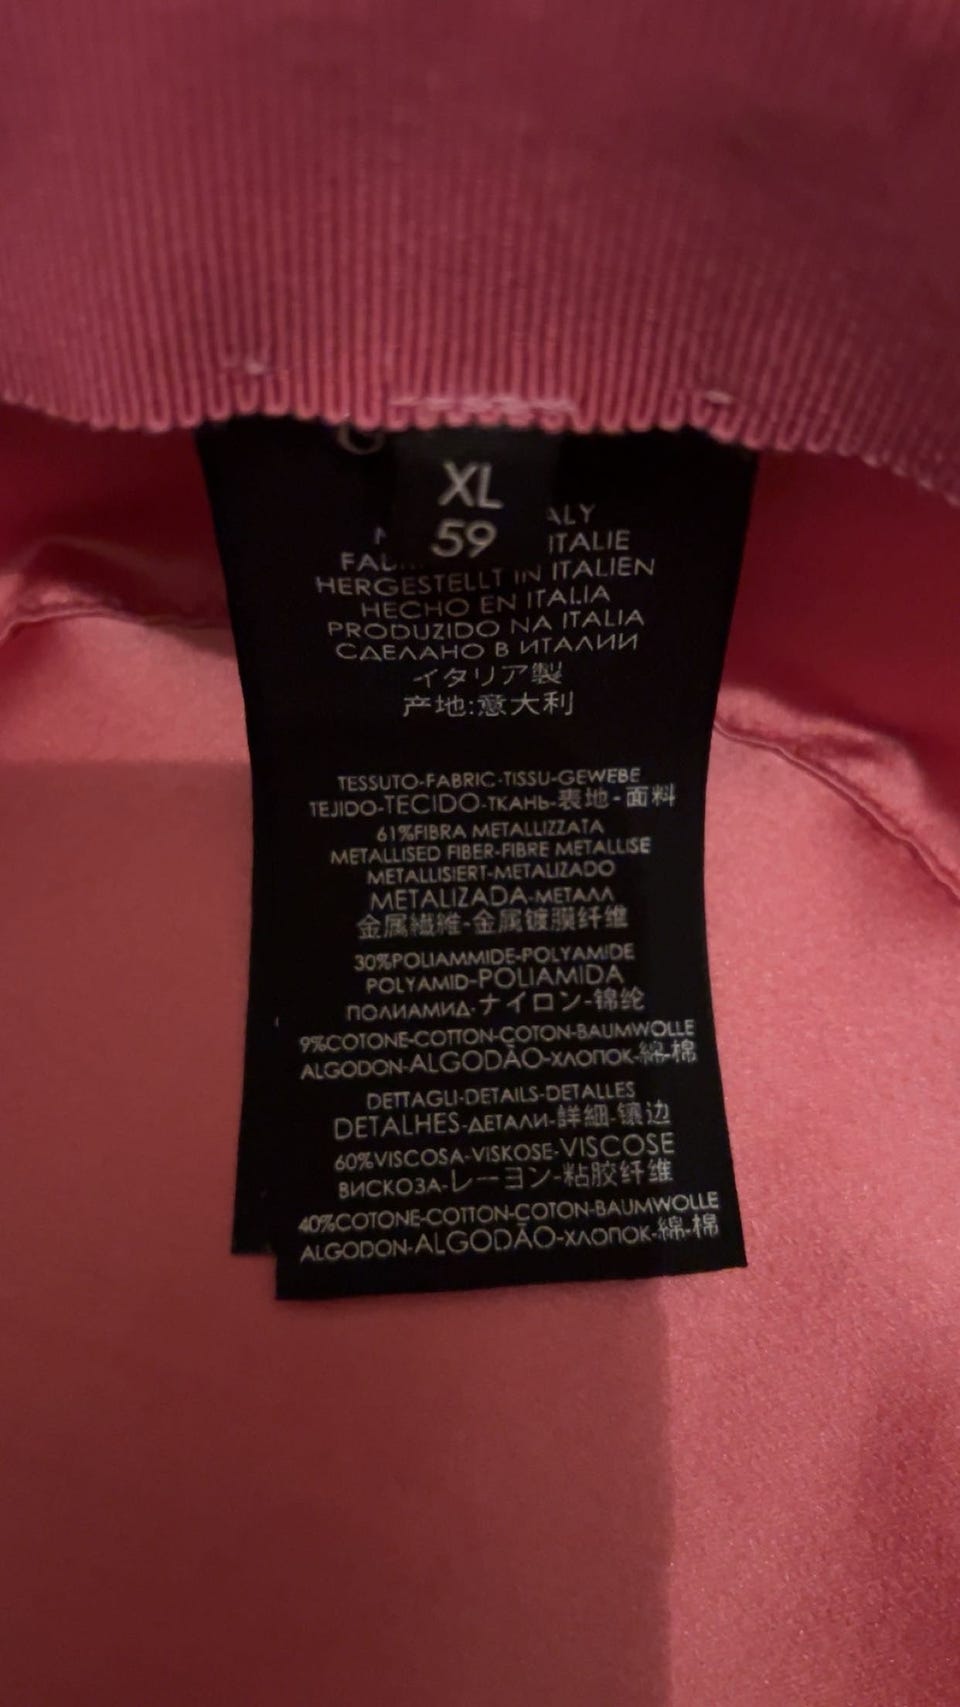 XL
59
ITALIE
HERGESTELLT IN ITALIEN
HECHO EN ITALIA
PRODUZIDO NA ITALIA
СДЕЛАНО В ИТАЛИИ
イタリア製
产地:意大利
TESSUTO-FABRIC-TISSU-GEWEBE
TEJIDO-TECIDO-ТКАНЬ-表地-面料
61%FIBRA METALLIZZATA
METALLISED FIBER-FIBRE METALLISE
METALLISIERT-METALIZADO
METALIZADA-МЕТАЛЛ
金属繊維-金属镀膜纤维
30%POLIAMMIDE-POLYAMIDE
POLYAMID-POLIAMIDA
ПОЛИАМИД-ナイロン-锦纶
9%COTONE-COTTON-COTON-BAUMWOLLE
ALGODON-ALGODÃO-ХЛОПОК-綿-棉
DETTAGLI-DETAILS-DETALLES
DETALHES-ДЕТАЛИ-詳細-镶边
60%VISCOSA-VISKOSE-VISCOSE
ВИСКОЗА-レーヨン-粘胶纤维
40%COTONE-COTTON-COTON-BAUMWOLLE
ALGODON-ALGODÃO-ХЛОПОК-綿-棉